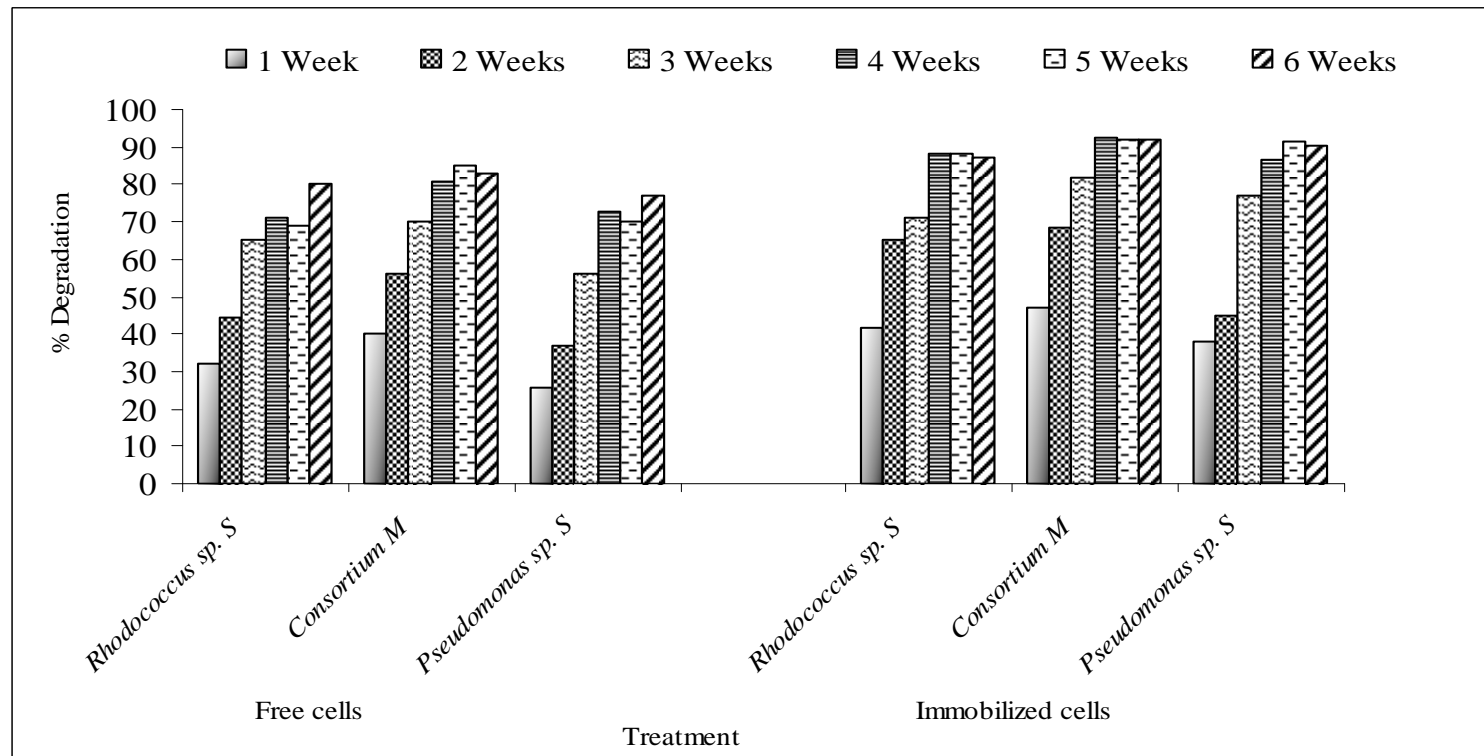 1 Week 2 Weeks 3 Weeks 4 Weeks 5 Weeks 6 Weeks
100
90
80
70
60
50
40
30
20
10
0
% Degradation
Rhodococcus sp. S
Consortium M
Pseudomonas sp. S
Rhodococcus sp. S
Consortium M
Pseudomonas sp. S
Free cells
Immobilized cells
Treatment